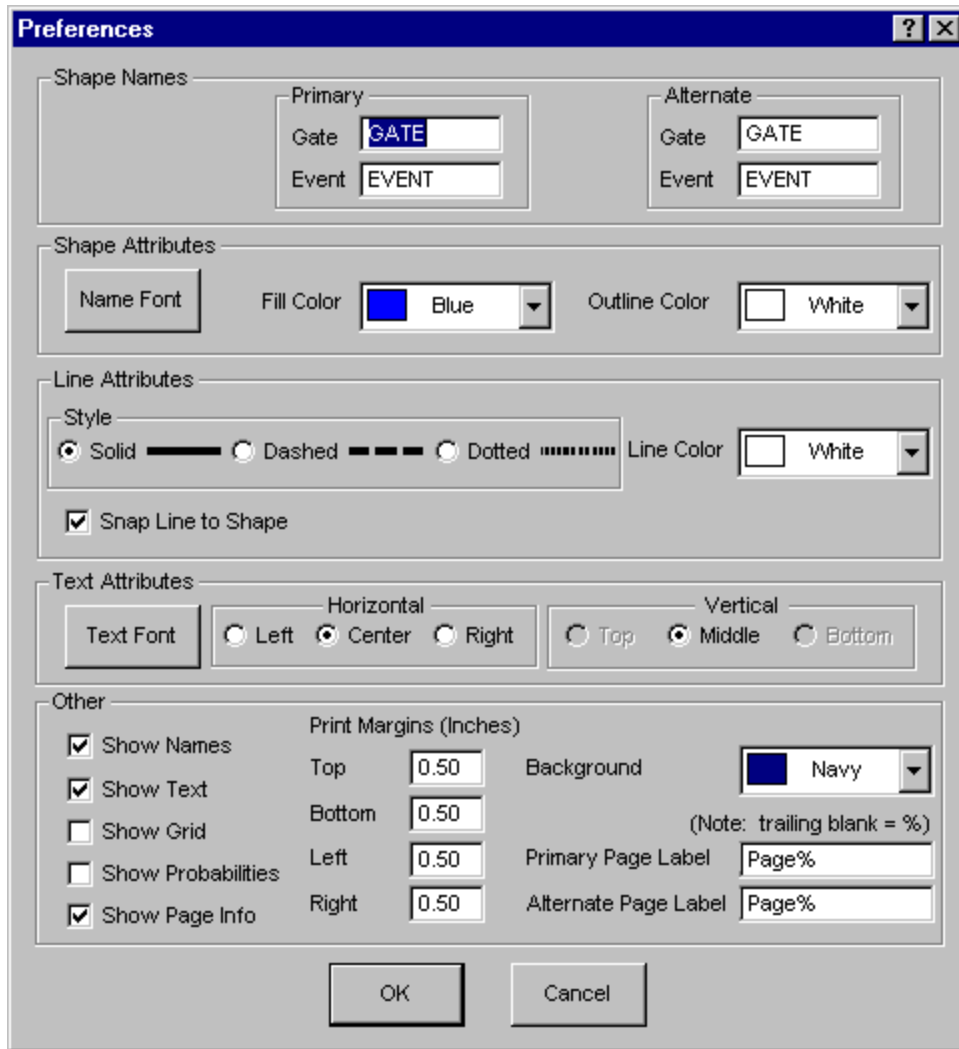 Preferences
Shape Names
Primary
Alternate
Gate GATE
Gate GATE
Event EVENT
Event EVENT
Shape Attributes
Name Font
Fill Color
Blue
Outline Color
White
Line Attributes
Style
Solid
Dashed
Dotted
Line Color
White
Snap Line to Shape
Text Attributes
Text Font
Horizontal
Left
Center
Right
Vertical
Top
Middle
Bottom
Other
Show Names
Show Text
Show Grid
Show Probabilities
Show Page Info
Print Margins (Inches)
Top 0.50
Bottom 0.50
Left 0.50
Right 0.50
Background
Navy
(Note: trailing blank = %)
Primary Page Label Page%
Alternate Page Label Page%
OK
Cancel